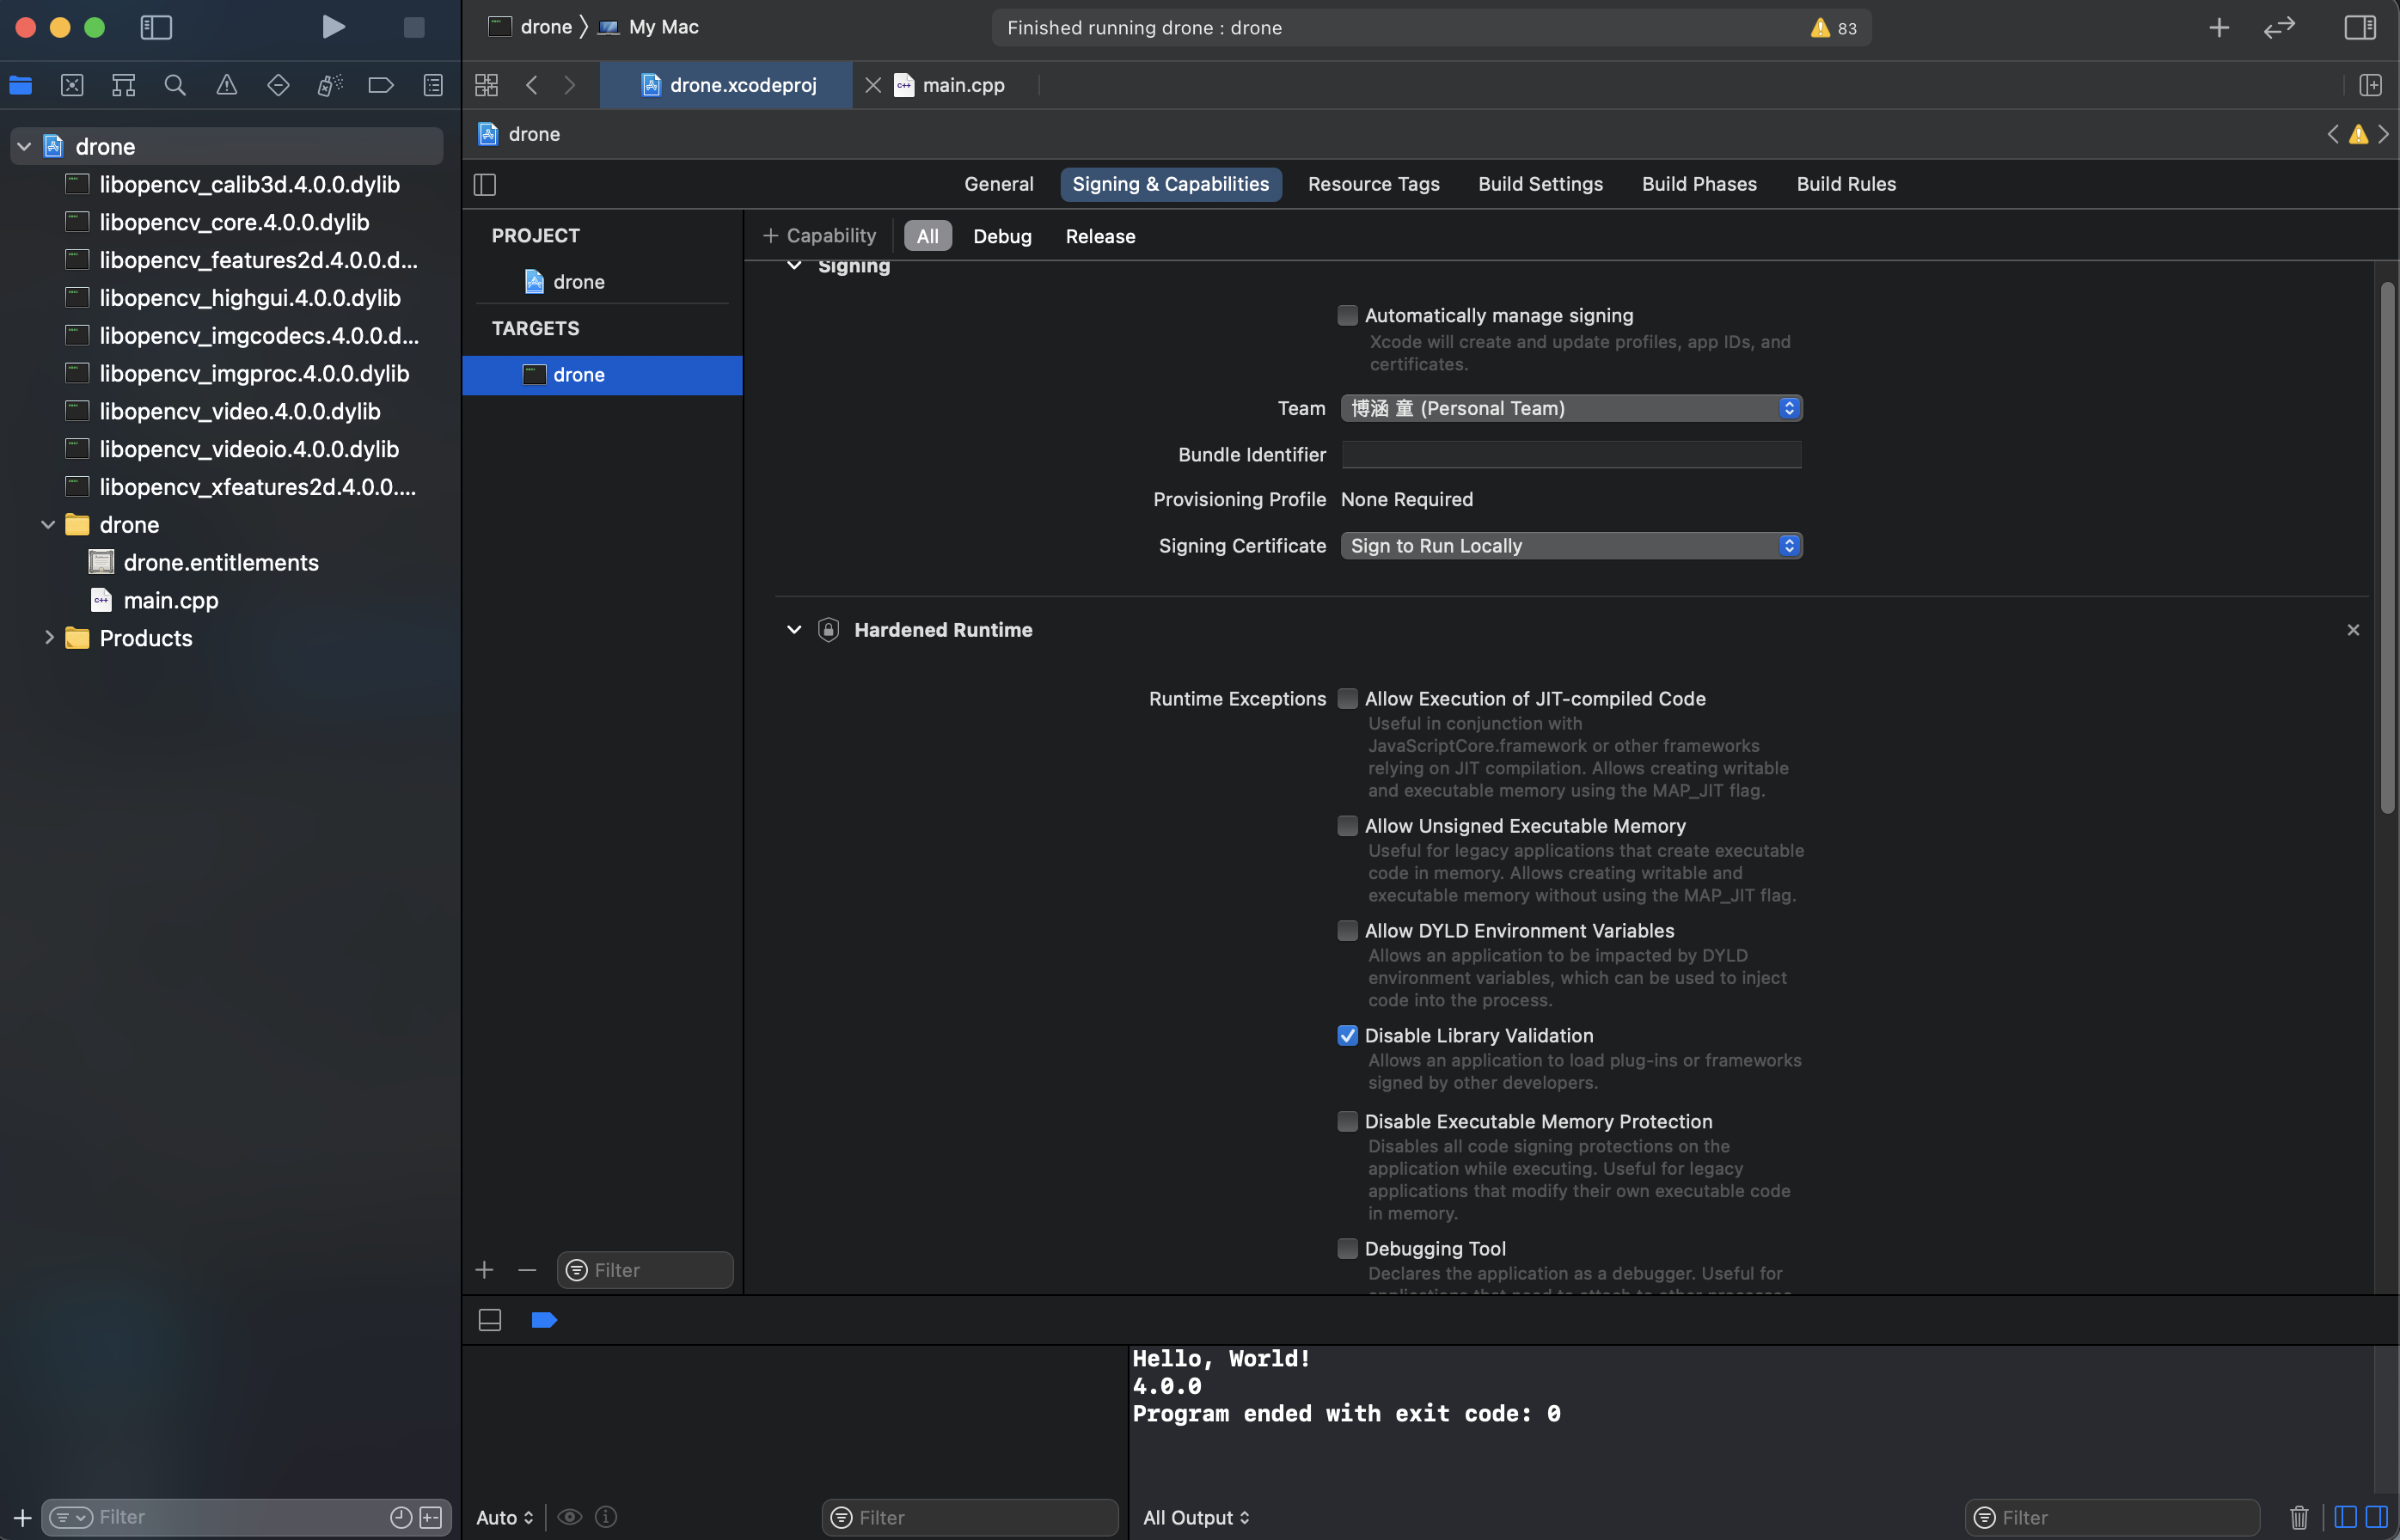 drone 〉 My Mac
Finished running drone : drone
83
drone.xcodeproj
main.cpp
drone
drone
libopencv_calib3d.4.0.0.dylib
libopencv_core.4.0.0.dylib
libopencv_features2d.4.0.0.d...
libopencv_highgui.4.0.0.dylib
libopencv_imgcodecs.4.0.0.d...
libopencv_imgproc.4.0.0.dylib
libopencv_video.4.0.0.dylib
libopencv_videoio.4.0.0.dylib
libopencv_xfeatures2d.4.0.0....
drone
drone.entitlements
main.cpp
Products
Filter
General
Signing & Capabilities
Resource Tags
Build Settings
Build Phases
Build Rules
PROJECT
drone
TARGETS
drone
Filter
+ Capability
All
Debug
Release
Signing
Automatically manage signing
Xcode will create and update profiles, app IDs, and
certificates.
Team 博涵 童 (Personal Team)
Bundle Identifier
Provisioning Profile None Required
Signing Certificate Sign to Run Locally
Hardened Runtime
Runtime Exceptions Allow Execution of JIT-compiled Code
Useful in conjunction with
JavaScriptCore.framework or other frameworks
relying on JIT compilation. Allows creating writable
and executable memory using the MAP_JIT flag.
Allow Unsigned Executable Memory
Useful for legacy applications that create executable
code in memory. Allows creating writable and
executable memory without using the MAP_JIT flag.
Allow DYLD Environment Variables
Allows an application to be impacted by DYLD
environment variables, which can be used to inject
code into the process.
Disable Library Validation
Allows an application to load plug-ins or frameworks
signed by other developers.
Disable Executable Memory Protection
Disables all code signing protections on the
application while executing. Useful for legacy
applications that modify their own executable code
in memory.
Debugging Tool
Declares the application as a debugger. Useful for
applications that need to attach to other processes
Hello, World!
4.0.0
Program ended with exit code: 0
Auto
Filter
All Output
Filter